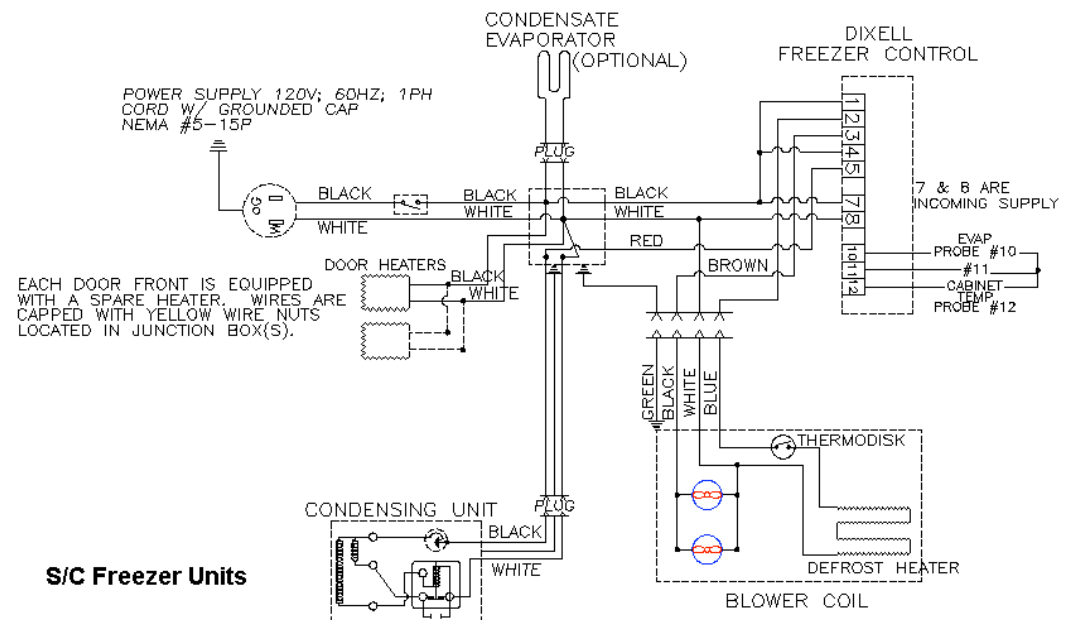 CONDENSATE
EVAPORATOR
(OPTIONAL)
DIXELL
FREEZER CONTROL
POWER SUPPLY 120V; 60HZ; 1PH
CORD W/ GROUNDED CAP
NEMA #5-15P
PLUG
1
2
3
4
5
7
8
10
11
12
7 & 8 ARE
INCOMING SUPPLY
BLACK
WHITE
BLACK
WHITE
BLACK
WHITE
RED
BROWN
EVAP
PROBE #10
#11
CABINET
TEMP
PROBE #12
G
W
DOOR HEATERS
BLACK
WHITE
EACH DOOR FRONT IS EQUIPPED
WITH A SPARE HEATER. WIRES ARE
CAPPED WITH YELLOW WIRE NUTS
LOCATED IN JUNCTION BOX(S).
GREEN
BLACK
WHITE
BLUE
THERMODISK
DEFROST HEATER
BLOWER COIL
PLUG
CONDENSING UNIT
BLACK
WHITE
S/C Freezer Units